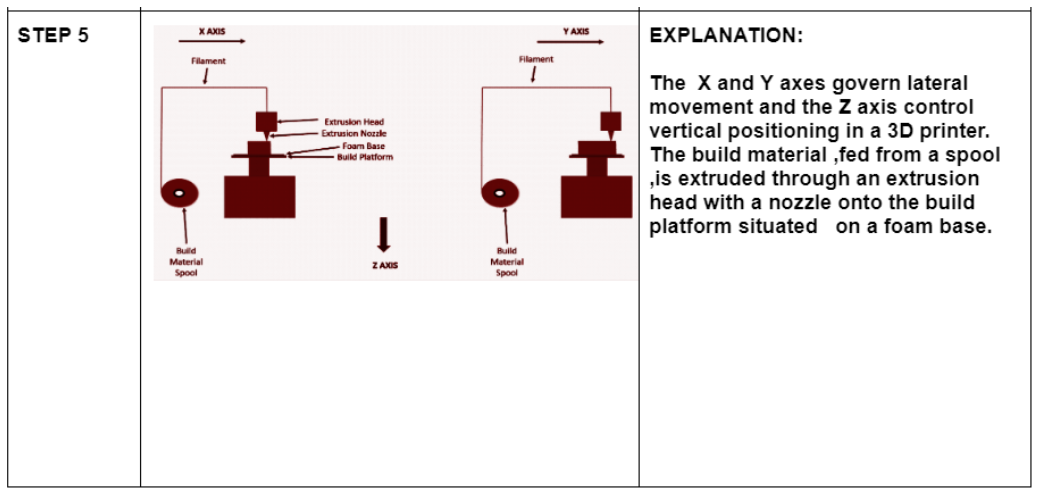 STEP 5
X AXIS
Filament
Extrusion Head
Extrusion Nozzle
Foam Base
Build Platform
Build
Material
Spool
Z AXIS
Y AXIS
Filament
Build
Material
Spool
EXPLANATION:
The  X and Y axes govern lateral
movement and the Z axis control
vertical positioning in a 3D printer.
The build material ,fed from a spool
,is extruded through an extrusion
head with a nozzle onto the build
platform situated   on a foam base.